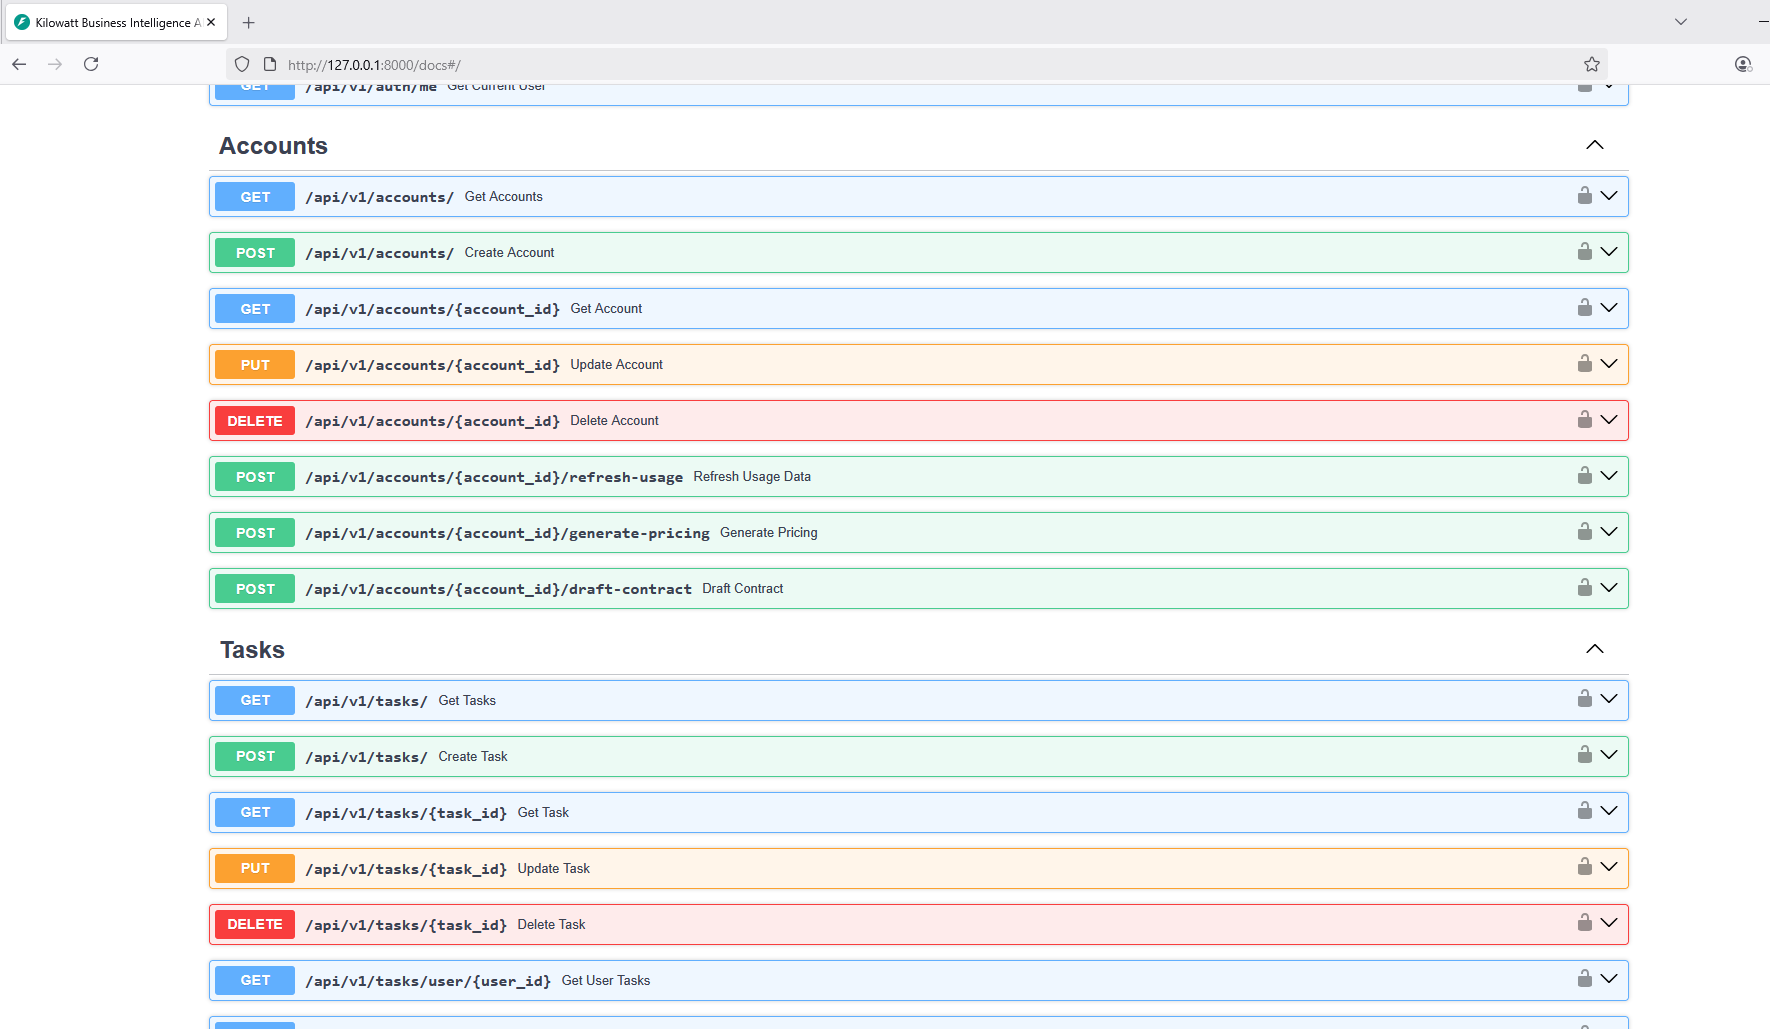 Kilowatt Business Intelligence A
http://127.0.0.1:8000/docs#/
GET /api/v1/auth/me Get Current User
Accounts
GET /api/v1/accounts/ Get Accounts
POST /api/v1/accounts/ Create Account
GET /api/v1/accounts/{account_id} Get Account
PUT /api/v1/accounts/{account_id} Update Account
DELETE /api/v1/accounts/{account_id} Delete Account
POST /api/v1/accounts/{account_id}/refresh-usage Refresh Usage Data
POST /api/v1/accounts/{account_id}/generate-pricing Generate Pricing
POST /api/v1/accounts/{account_id}/draft-contract Draft Contract
Tasks
GET /api/v1/tasks/ Get Tasks
POST /api/v1/tasks/ Create Task
GET /api/v1/tasks/{task_id} Get Task
PUT /api/v1/tasks/{task_id} Update Task
DELETE /api/v1/tasks/{task_id} Delete Task
GET /api/v1/tasks/user/{user_id} Get User Tasks